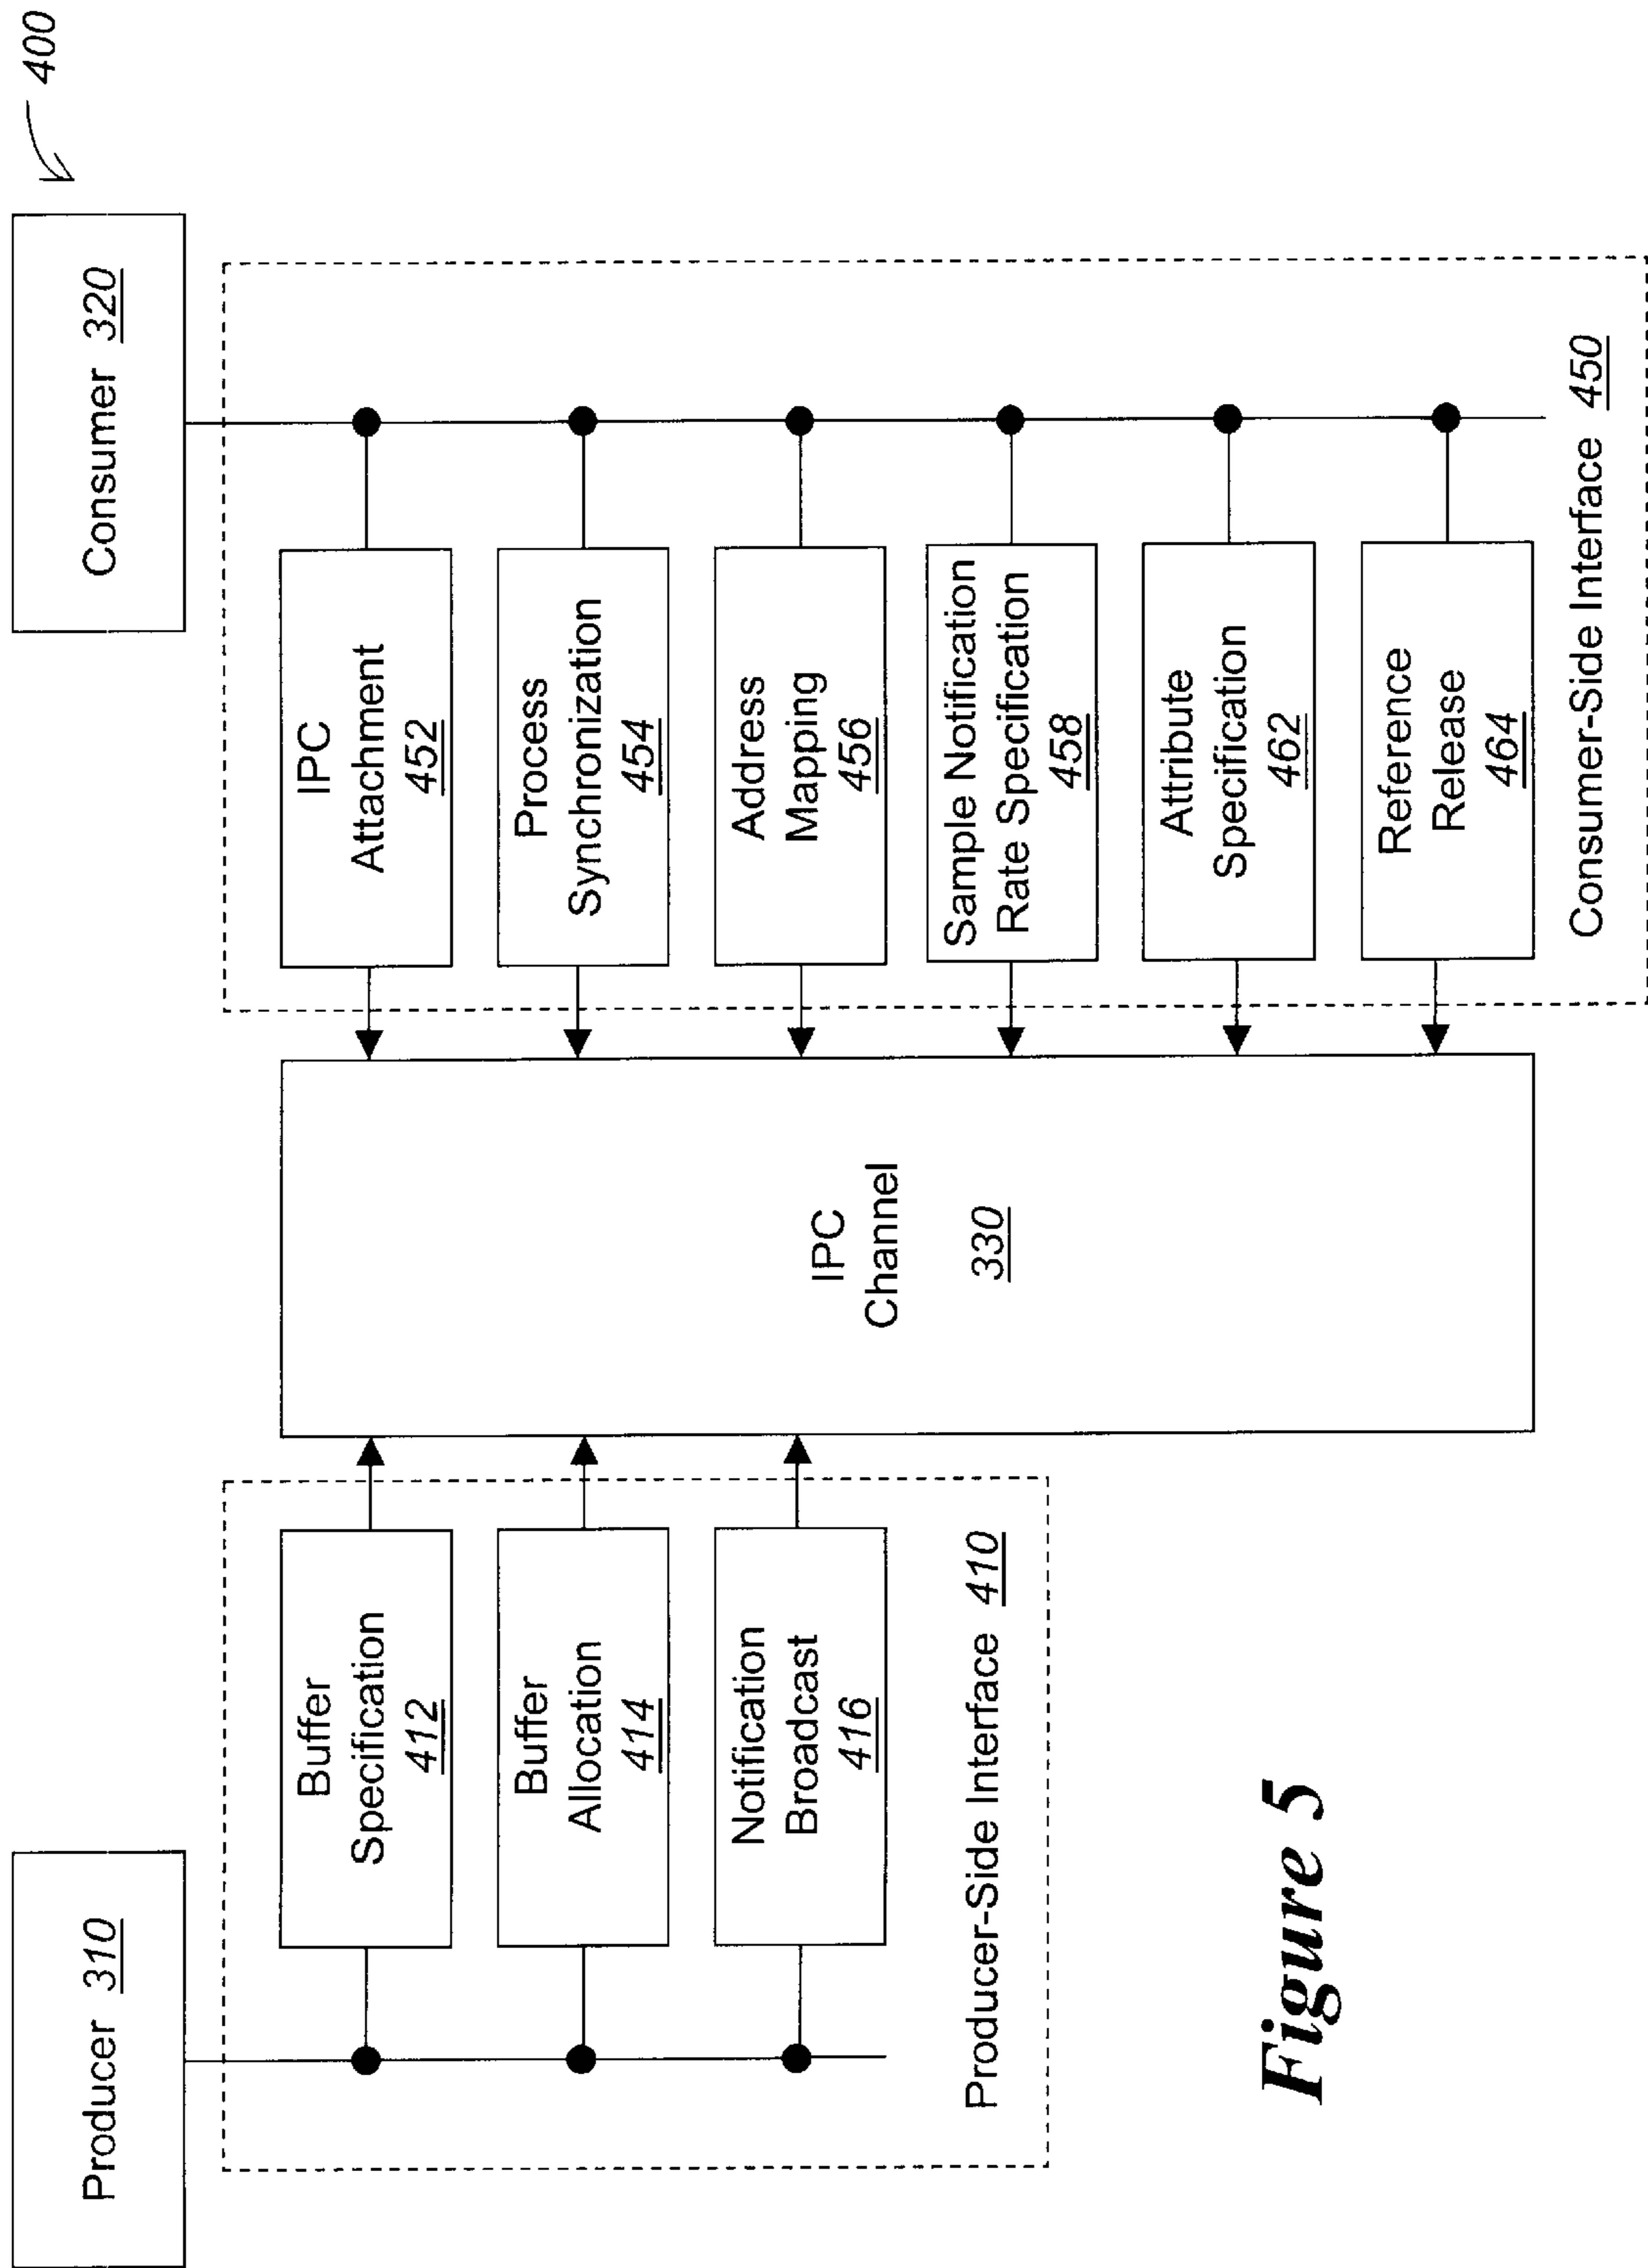 400
Producer 310
Consumer 320
Buffer
Specification
412
Buffer
Allocation
414
Notification
Broadcast
416
Producer-Side Interface 410
IPC
Channel
330
IPC
Attachment
452
Process
Synchronization
454
Address
Mapping
456
Sample Notification
Rate Specification
458
Attribute
Specification
462
Reference
Release
464
Consumer-Side Interface 450
Figure 5